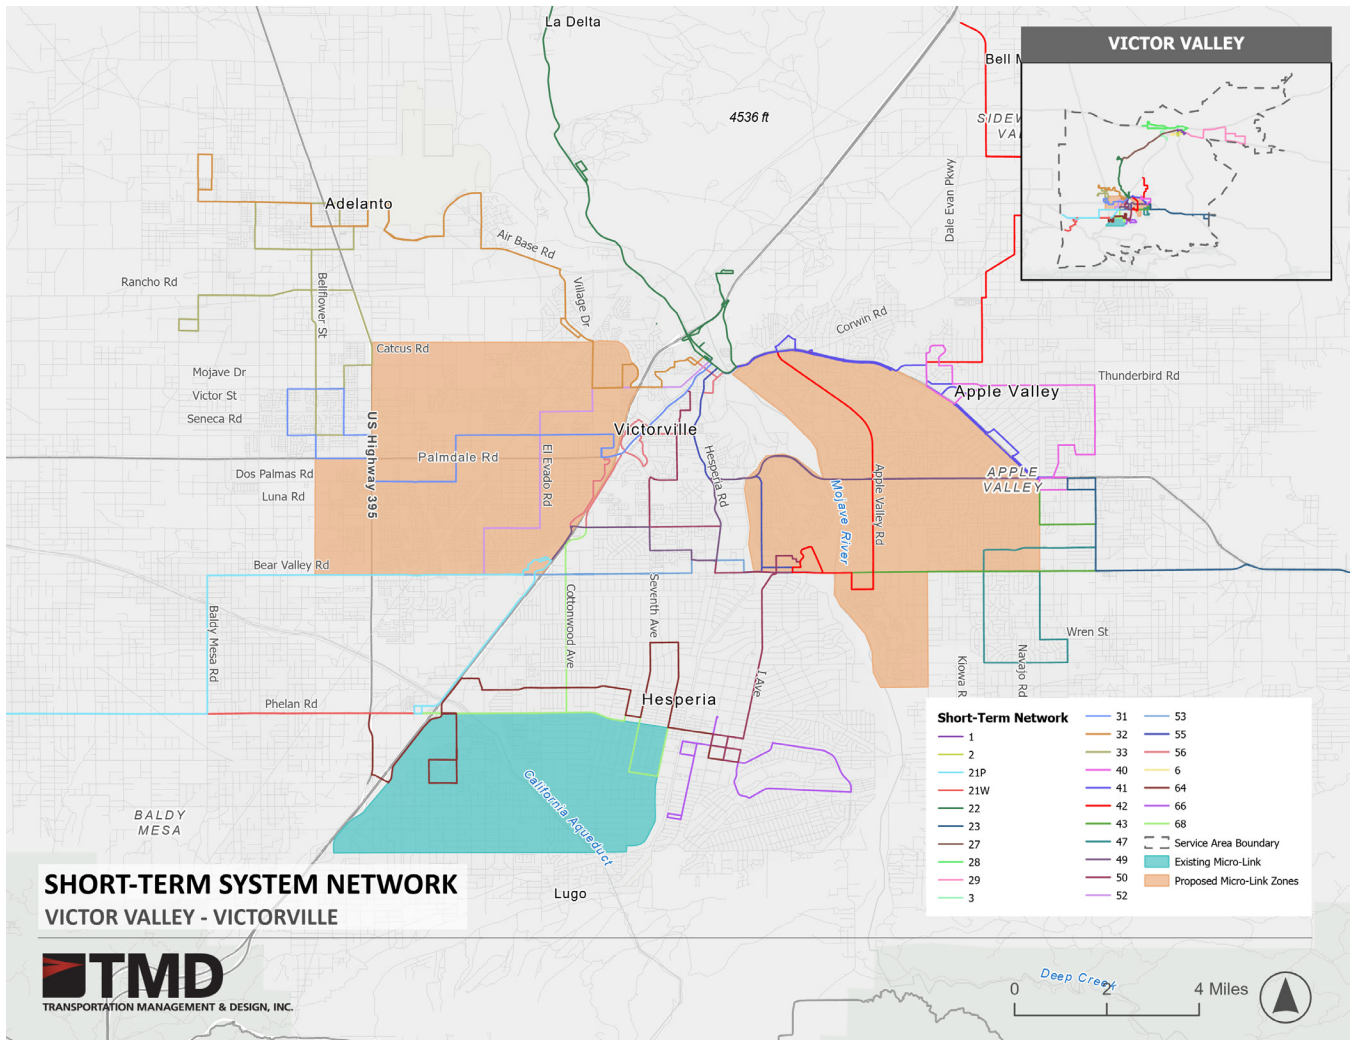 La Delta
VICTOR VALLEY
Bell M
4536 ft
SIDEW
VAL
Dale Evan Pkwy
Adelanto
Air Base Rd
Rancho Rd
Bellflower St
Village Dr
Corwin Rd
Catcus Rd
Mojave Dr
Thunderbird Rd
Victor St
Apple Valley
Seneca Rd
US Highway 395
Victorville
Palmdale Rd
El Evado Rd
Hesperia Rd
Dos Palmas Rd
Luna Rd
Mojave River
Apple Valley Rd
APPLE
VALLEY
Bear Valley Rd
Baldy Mesa Rd
Cottonwood Ave
Seventh Ave
Wren St
Kiowa R
Navajo Rd
I Ave
Phelan Rd
Hesperia
California Aqueduct
BALDY
MESA
Lugo
Short-Term Network
1
2
21P
21W
22
23
27
28
29
3
31
32
33
40
41
42
43
47
49
50
52
53
55
56
6
64
66
68
Service Area Boundary
Existing Micro-Link
Proposed Micro-Link Zones
SHORT-TERM SYSTEM NETWORK
VICTOR VALLEY - VICTORVILLE
TMD
TRANSPORTATION MANAGEMENT & DESIGN, INC.
Deep Creek
0 2 4 Miles